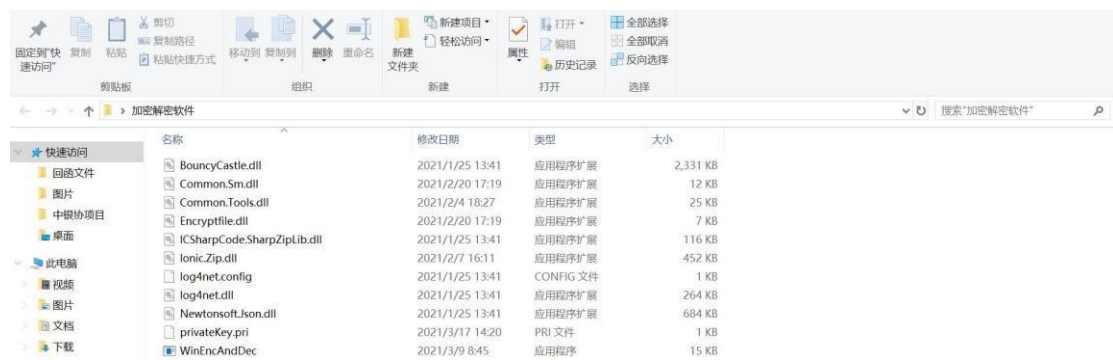 剪切
复制路径
粘贴快捷方式
固定到"快速访问"
复制
粘贴
剪贴板
移动到
复制到
删除
重命名
组织
新建项目
轻松访问
新建文件夹
新建
属性
打开
编辑
历史记录
打开
全部选择
全部取消
反向选择
选择
加密解密软件
搜索"加密解密软件"
名称 修改日期 类型 大小
快速访问
回函文件
图片
中银协项目
桌面
此电脑
视频
图片
文档
下载
BouncyCastle.dll 2021/1/25 13:41 应用程序扩展 2,331 KB
Common.Sm.dll 2021/2/20 17:19 应用程序扩展 12 KB
Common.Tools.dll 2021/2/4 18:27 应用程序扩展 25 KB
Encryptfile.dll 2021/2/20 17:19 应用程序扩展 7 KB
ICSharpCode.SharpZipLib.dll 2021/1/25 13:41 应用程序扩展 116 KB
Ionic.Zip.dll 2021/2/7 16:11 应用程序扩展 452 KB
log4net.config 2021/1/25 13:41 CONFIG 文件 1 KB
log4net.dll 2021/1/25 13:41 应用程序扩展 264 KB
Newtonsoft.Json.dll 2021/1/25 13:41 应用程序扩展 684 KB
privateKey.pri 2021/3/17 14:20 PRI 文件 1 KB
WinEncAndDec 2021/3/9 8:45 应用程序 15 KB